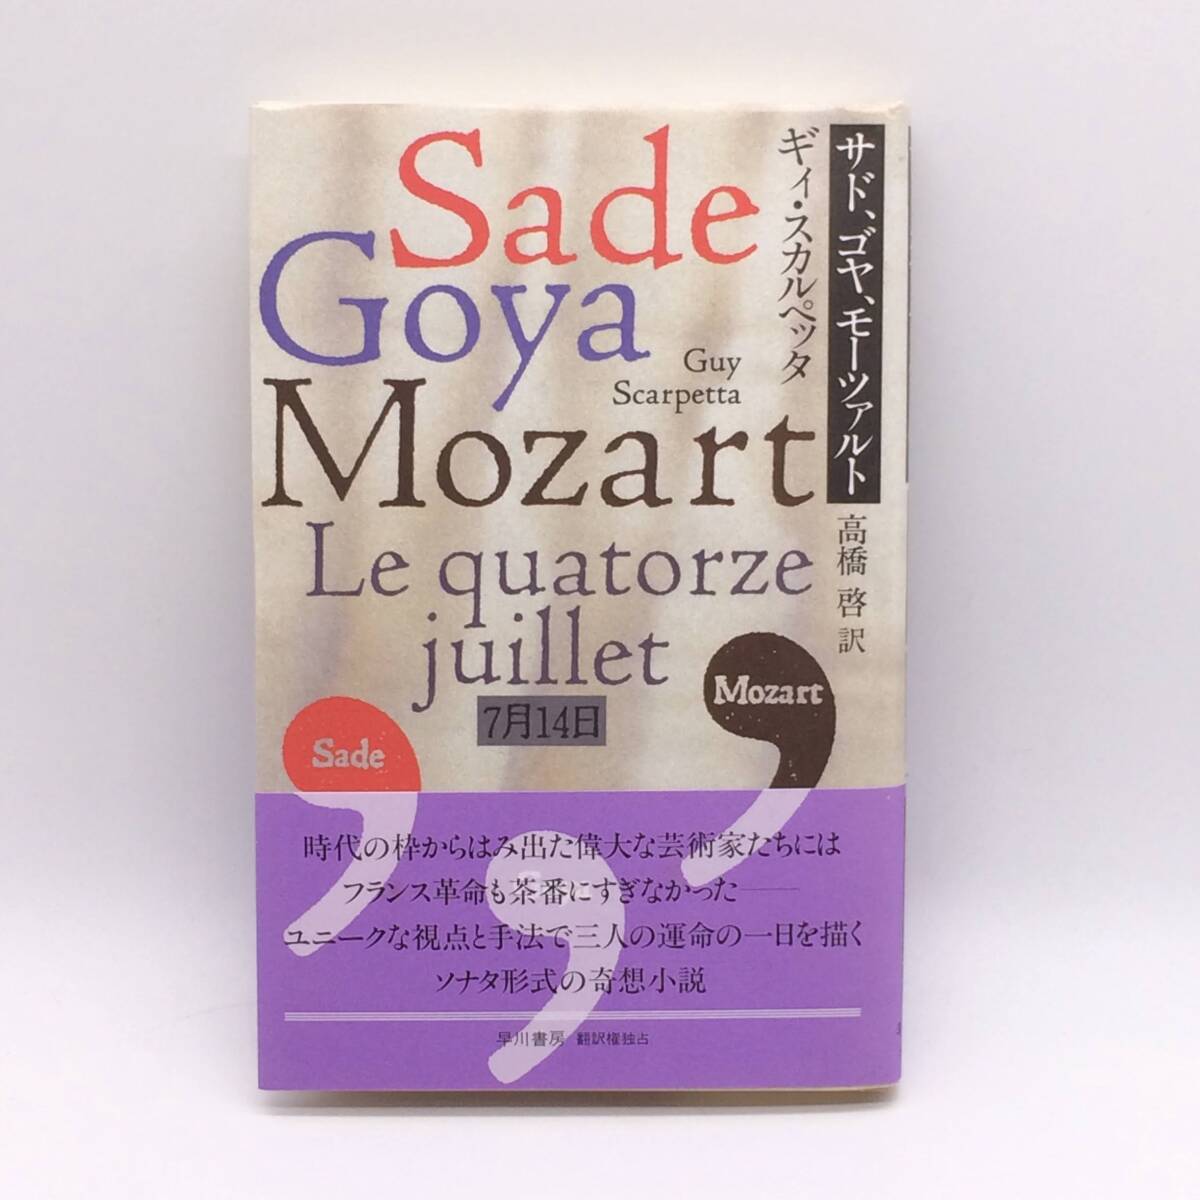 サド、ゴヤ、モーツァルト
ギィ・スカルペッタ
高橋 啓 訳
Sade
Goya
Mozart
Guy
Scarpetta
Le quatorze
juillet
7月14日
Mozart
Sade
時代の枠からはみ出た偉大な芸術家たちには
フランス革命も茶番にすぎなかった——
ユニークな視点と手法で三人の運命の一日を描く
ソナタ形式の奇想小説
早川書房 翻訳権独占